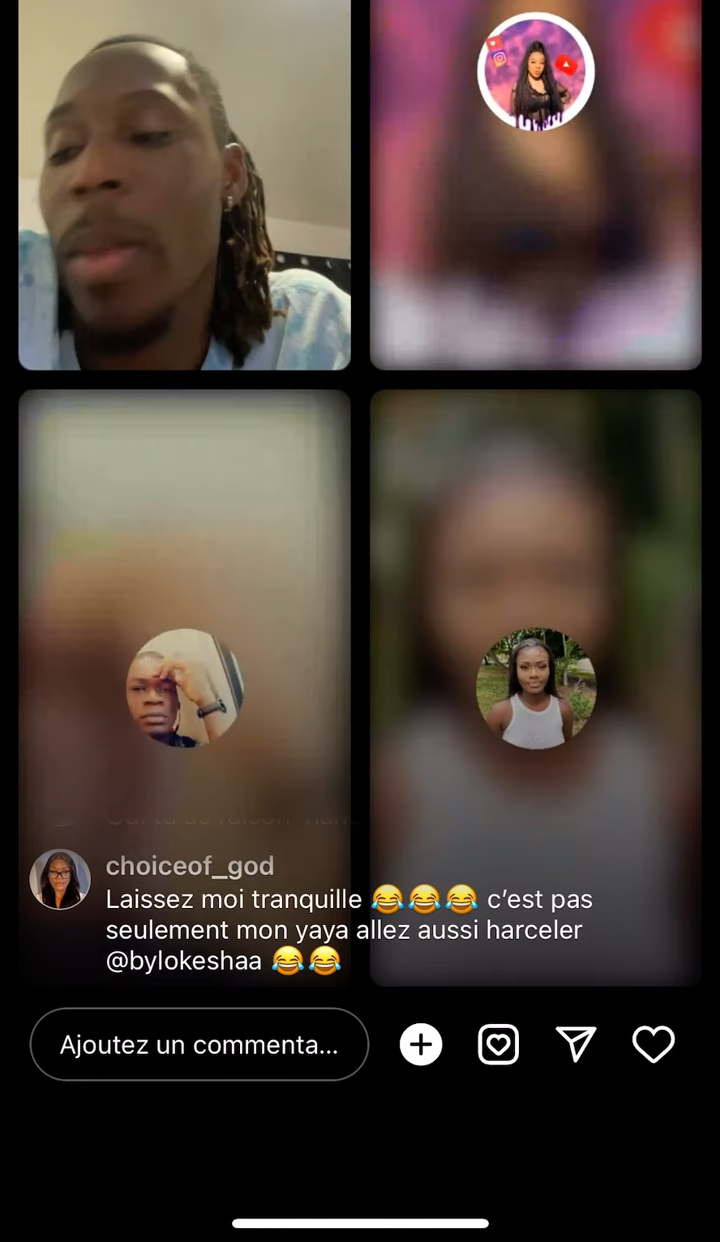 choiceof_god
Laissez moi tranquille 😂😂😂 c’est pas
seulement mon yaya allez aussi harceler
@bylokeshaa 😂😂
Ajoutez un commenta...